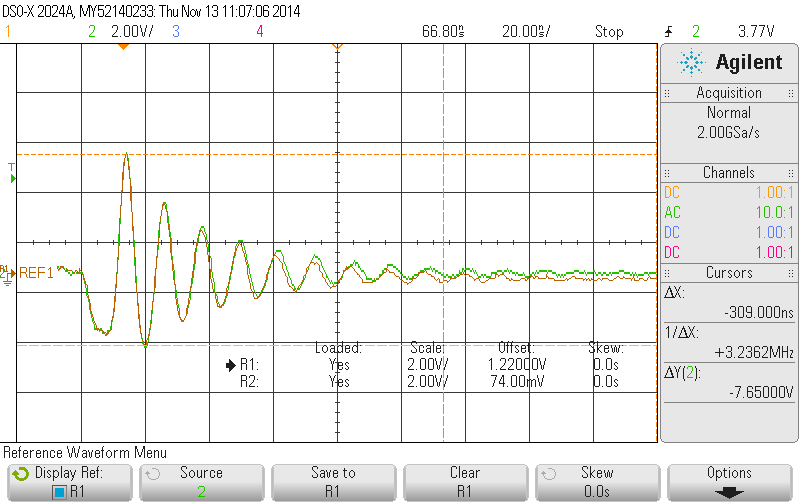 DSO-X 2024A, MY52140233: Thu Nov 13 11:07:06 2014
1 2 2.00V/ 3 4 66.80s 20.00s/ Stop 2 3.77V
Agilent
Acquisition
Normal
2.00GSa/s
Channels
DC 1.00:1
AC 10.0:1
DC 1.00:1
DC 1.00:1
Cursors
ΔX:
-309.000ns
1/ΔX:
+3.2362MHz
ΔY(2):
-7.65000V
T
R1
2
REF1
Loaded: Scale: Offset: Skew:
R1: Yes 2.00V/ 1.22000V 0.0s
R2: Yes 2.00V/ 74.00mV 0.0s
Reference Waveform Menu
Display Ref:
R1
Source
2
Save to
R1
Clear
R1
Skew
0.0s
Options